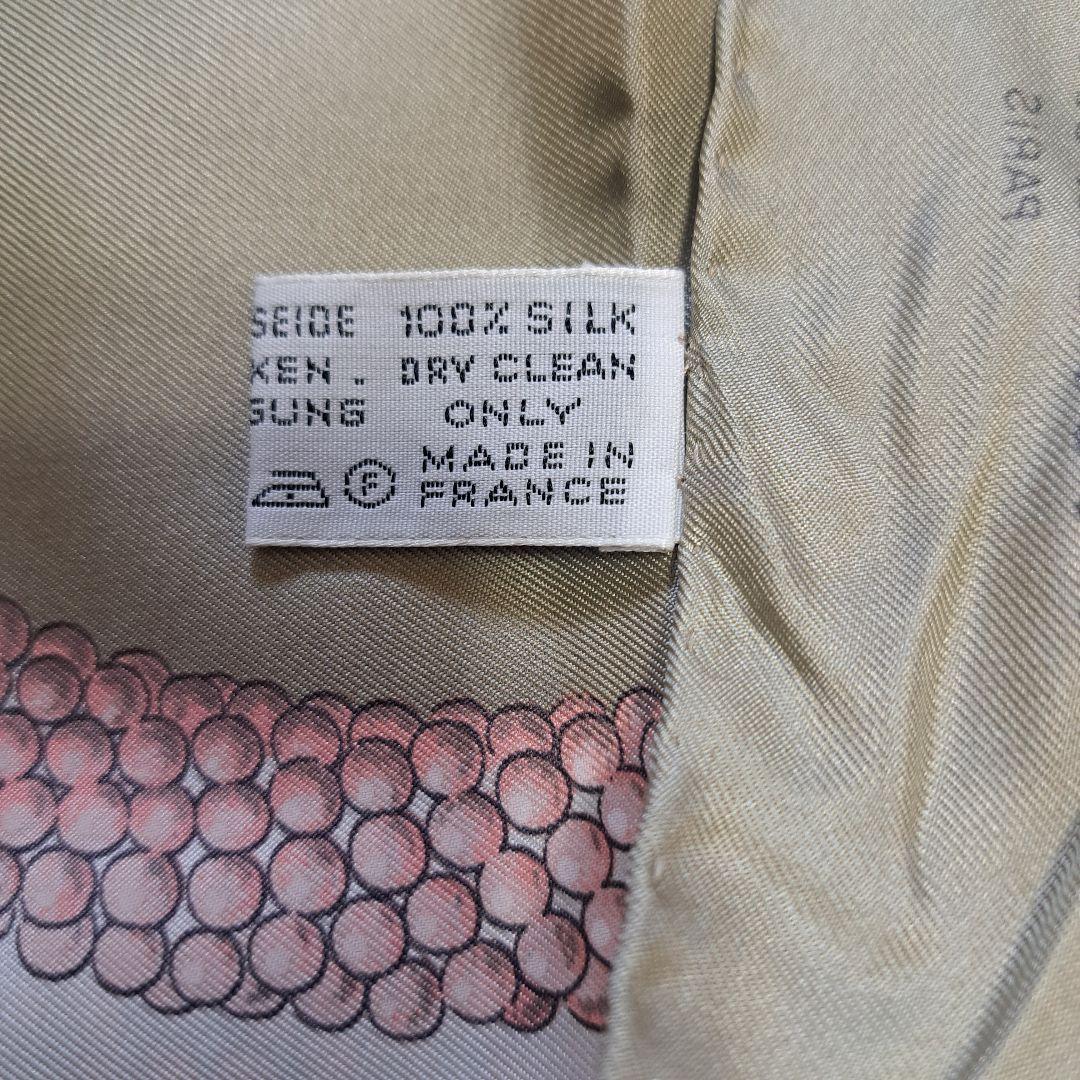 SEIDE 100% SILK
KEN . DRY CLEAN
GUNG ONLY
F MADE IN
FRANCE
PARIS